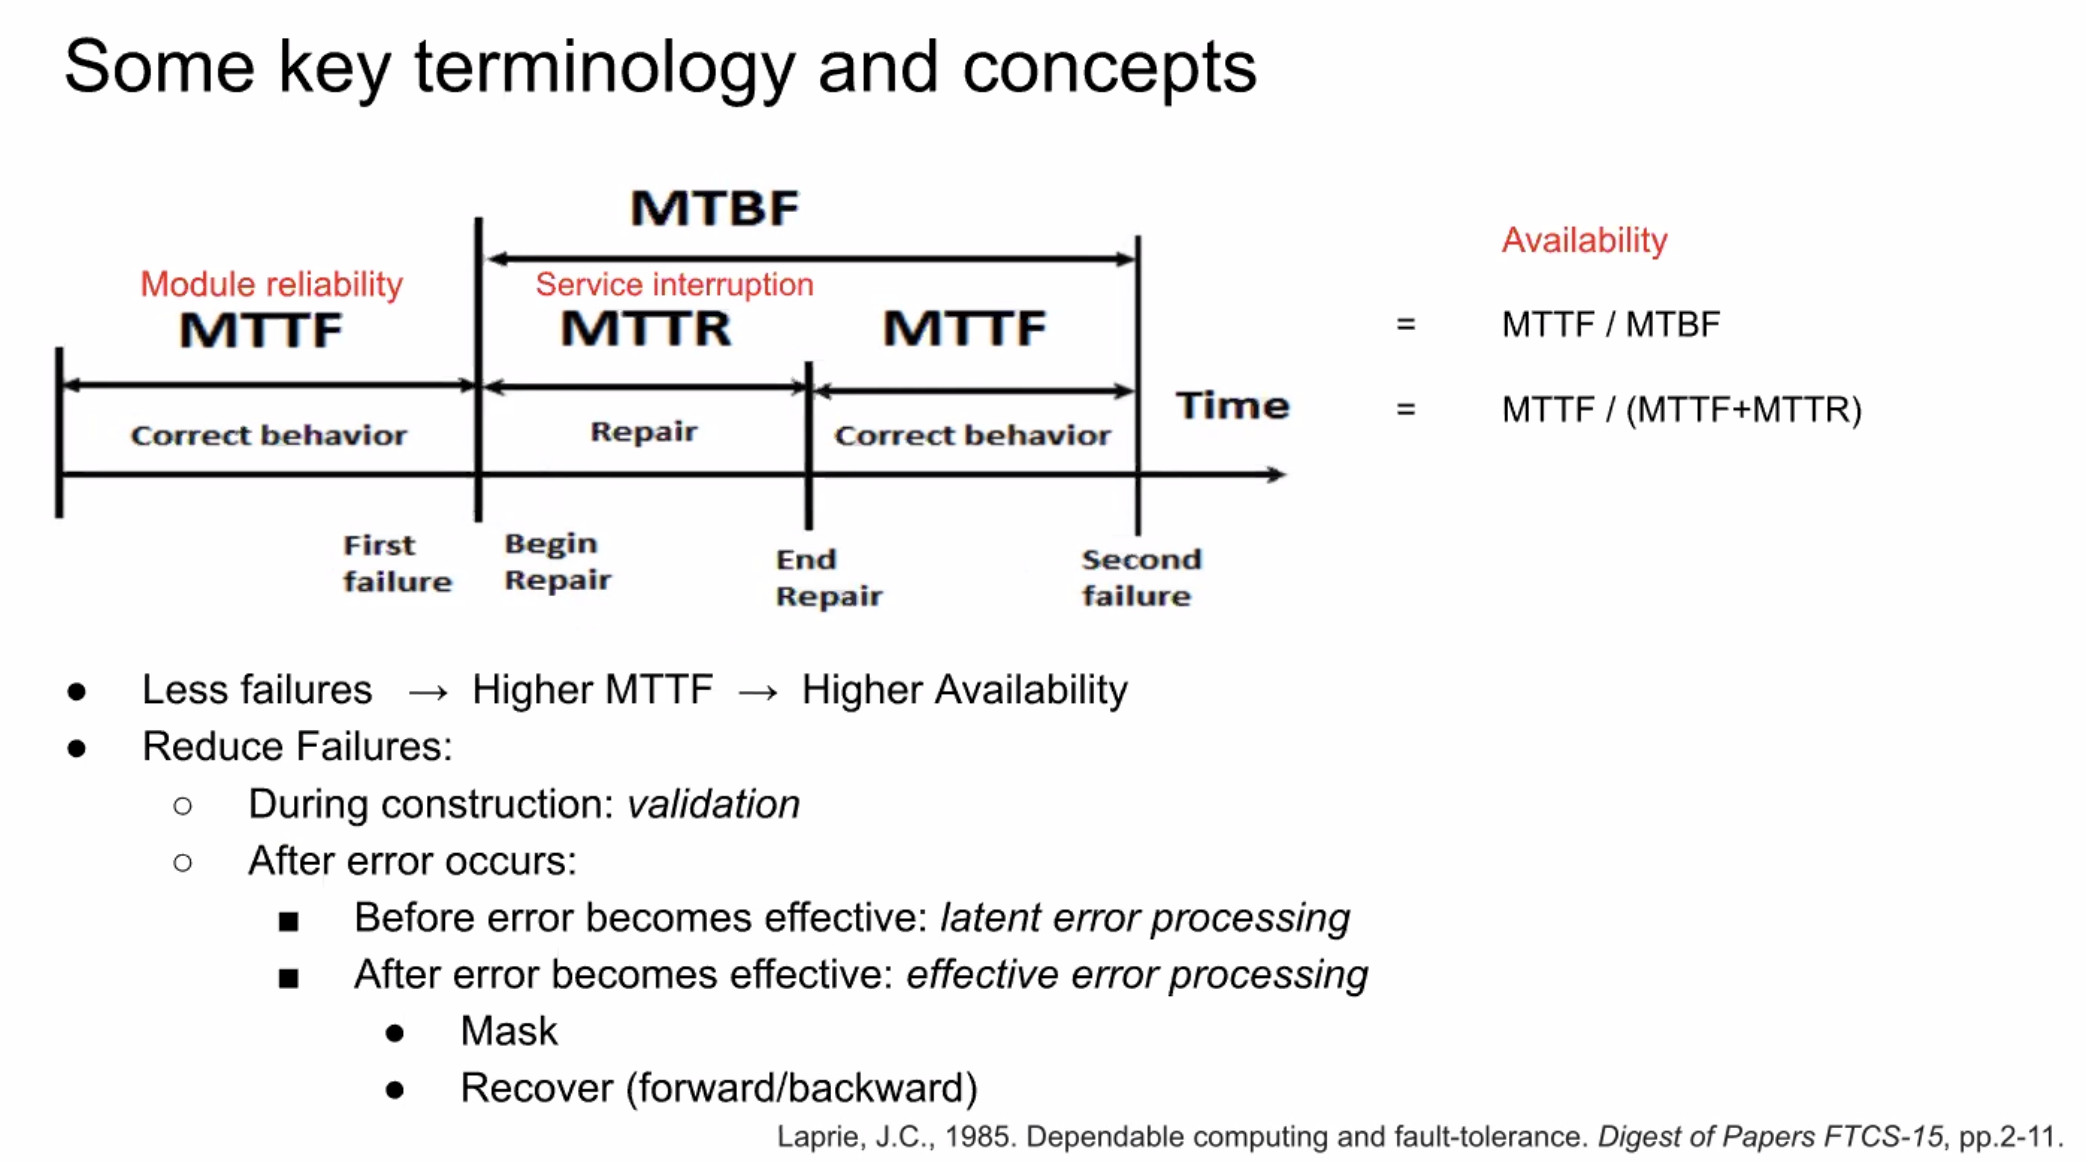 Some key terminology and concepts
MTBF
Module reliability
MTTF
Service interruption
MTTR
MTTF
Correct behavior
Repair
Correct behavior
Time
First
failure
Begin
Repair
End
Repair
Second
failure
Availability
= MTTF / MTBF
= MTTF / (MTTF+MTTR)
● Less failures → Higher MTTF → Higher Availability
● Reduce Failures:
○ During construction: validation
○ After error occurs:
■ Before error becomes effective: latent error processing
■ After error becomes effective: effective error processing
● Mask
● Recover (forward/backward)
Laprie, J.C., 1985. Dependable computing and fault-tolerance. Digest of Papers FTCS-15, pp.2-11.